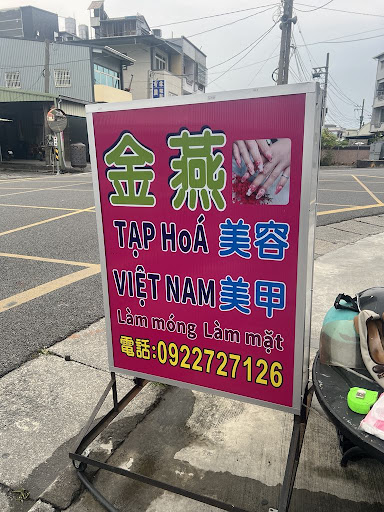 金燕
TẠP HoÁ 美容
VIỆT NAM 美甲
Làm móng Làm mặt
電話:0922727126